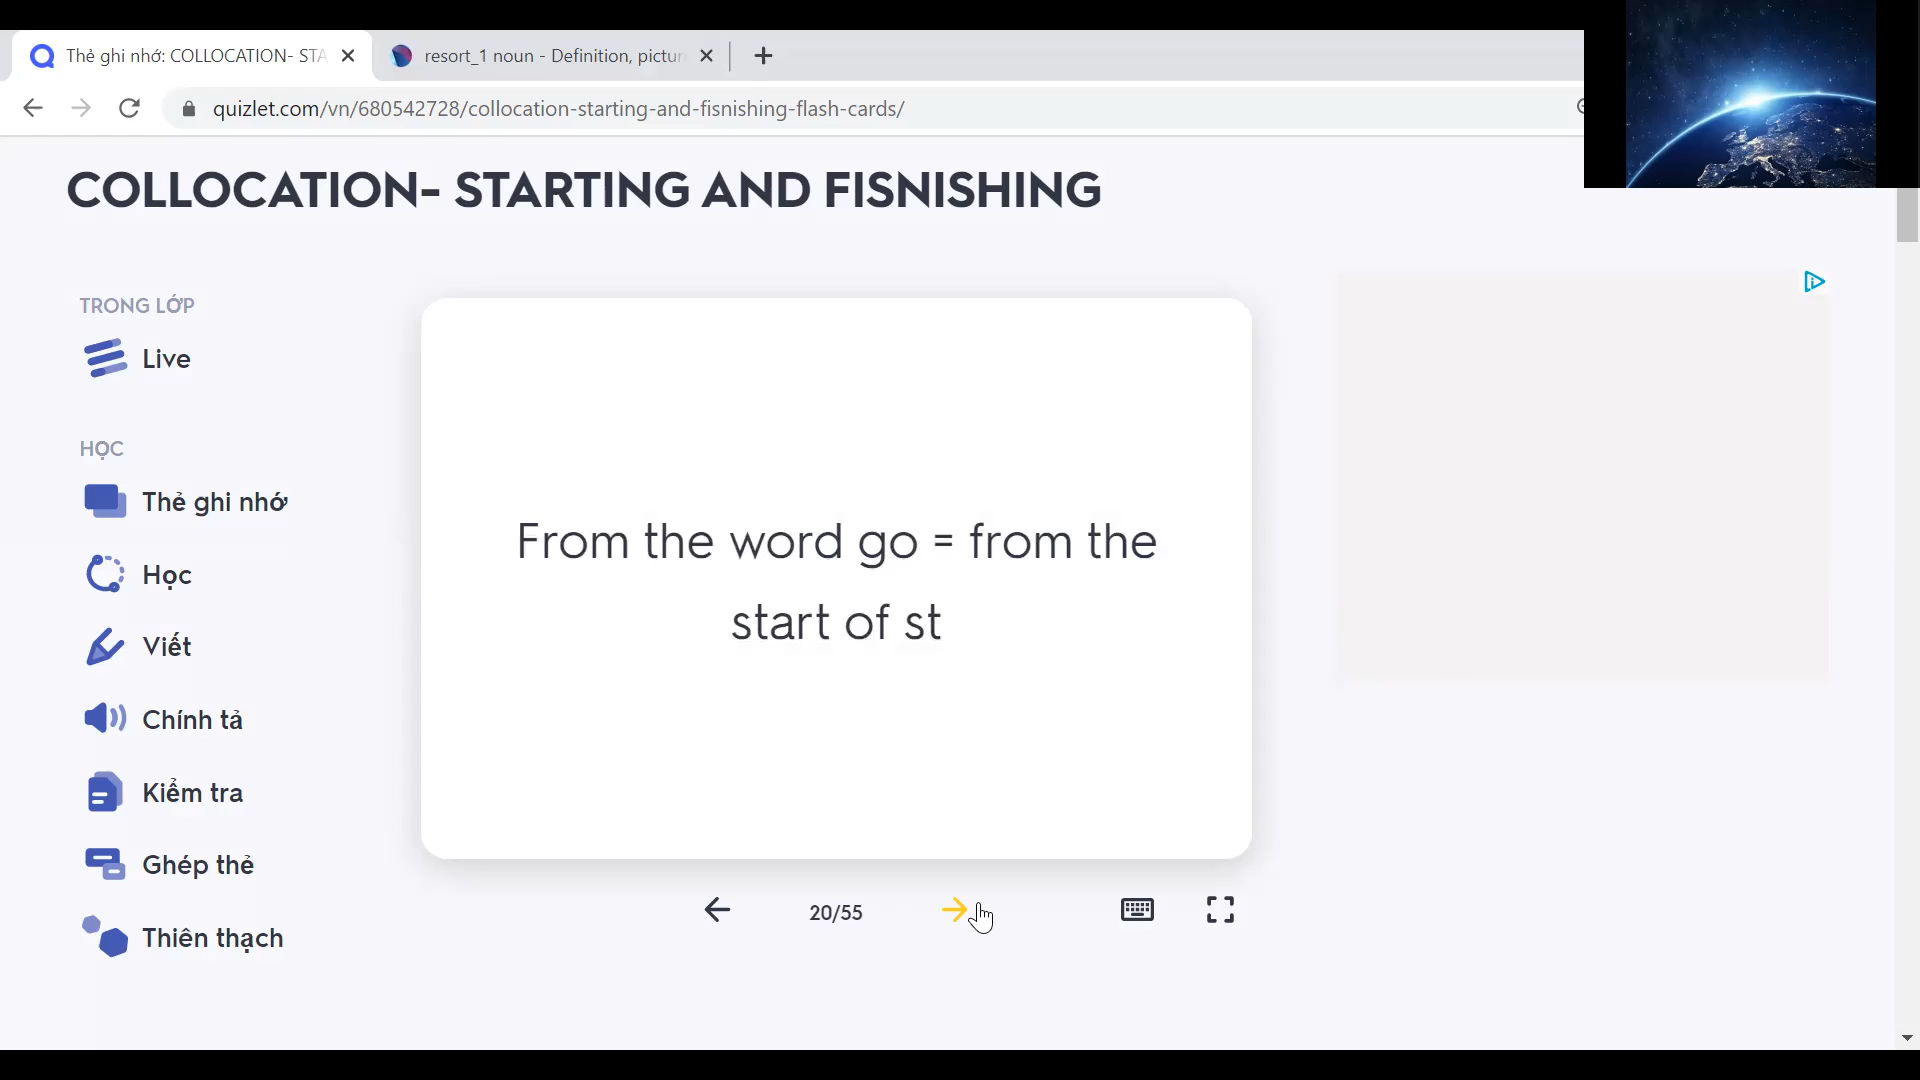 Thẻ ghi nhớ: COLLOCATION- STA
resort_1 noun - Definition, pictur
quizlet.com/vn/680542728/collocation-starting-and-fisnishing-flash-cards/
COLLOCATION- STARTING AND FISNISHING
TRONG LỚP
Live
HỌC
Thẻ ghi nhớ
Học
Viết
Chính tả
Kiểm tra
Ghép thẻ
Thiên thạch
From the word go = from the
start of st
20/55